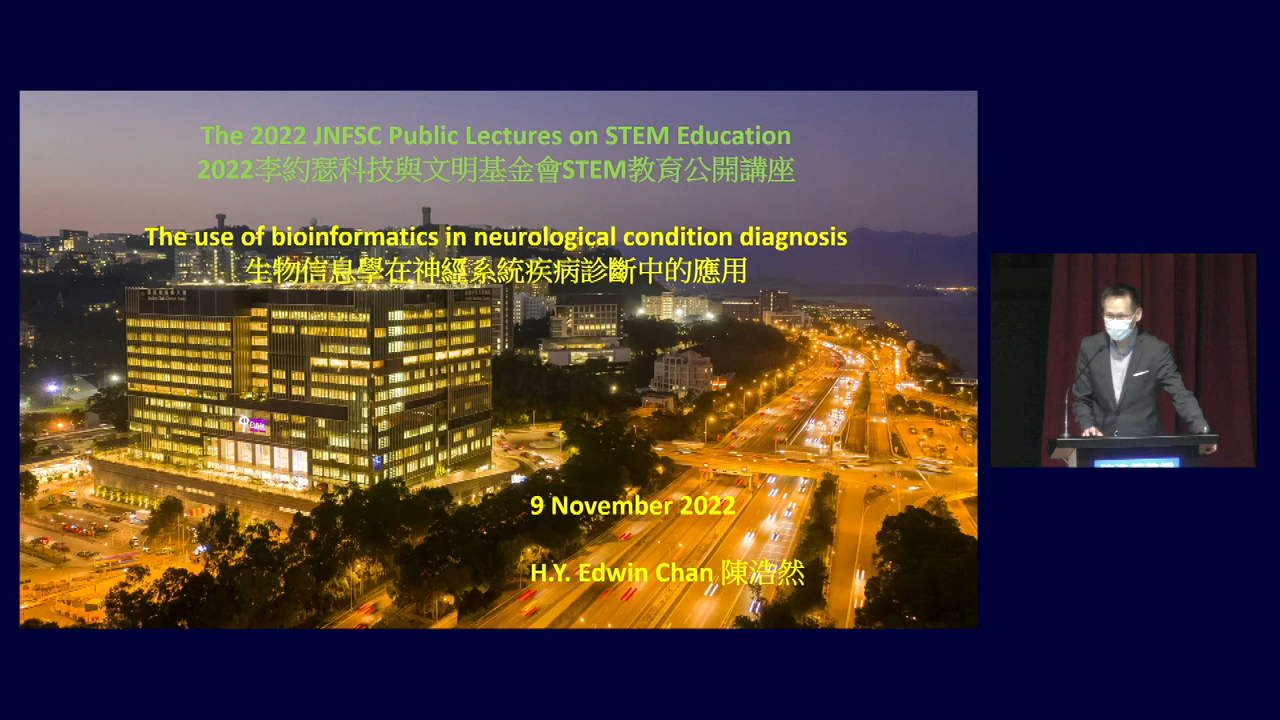 The 2022 JNFSC Public Lectures on STEM Education
2022李約瑟科技與文明基金會STEM教育公開講座
The use of bioinformatics in neurological condition diagnosis
生物信息學在神經系統疾病診斷中的應用
9 November 2022
H.Y. Edwin Chan 陳浩然